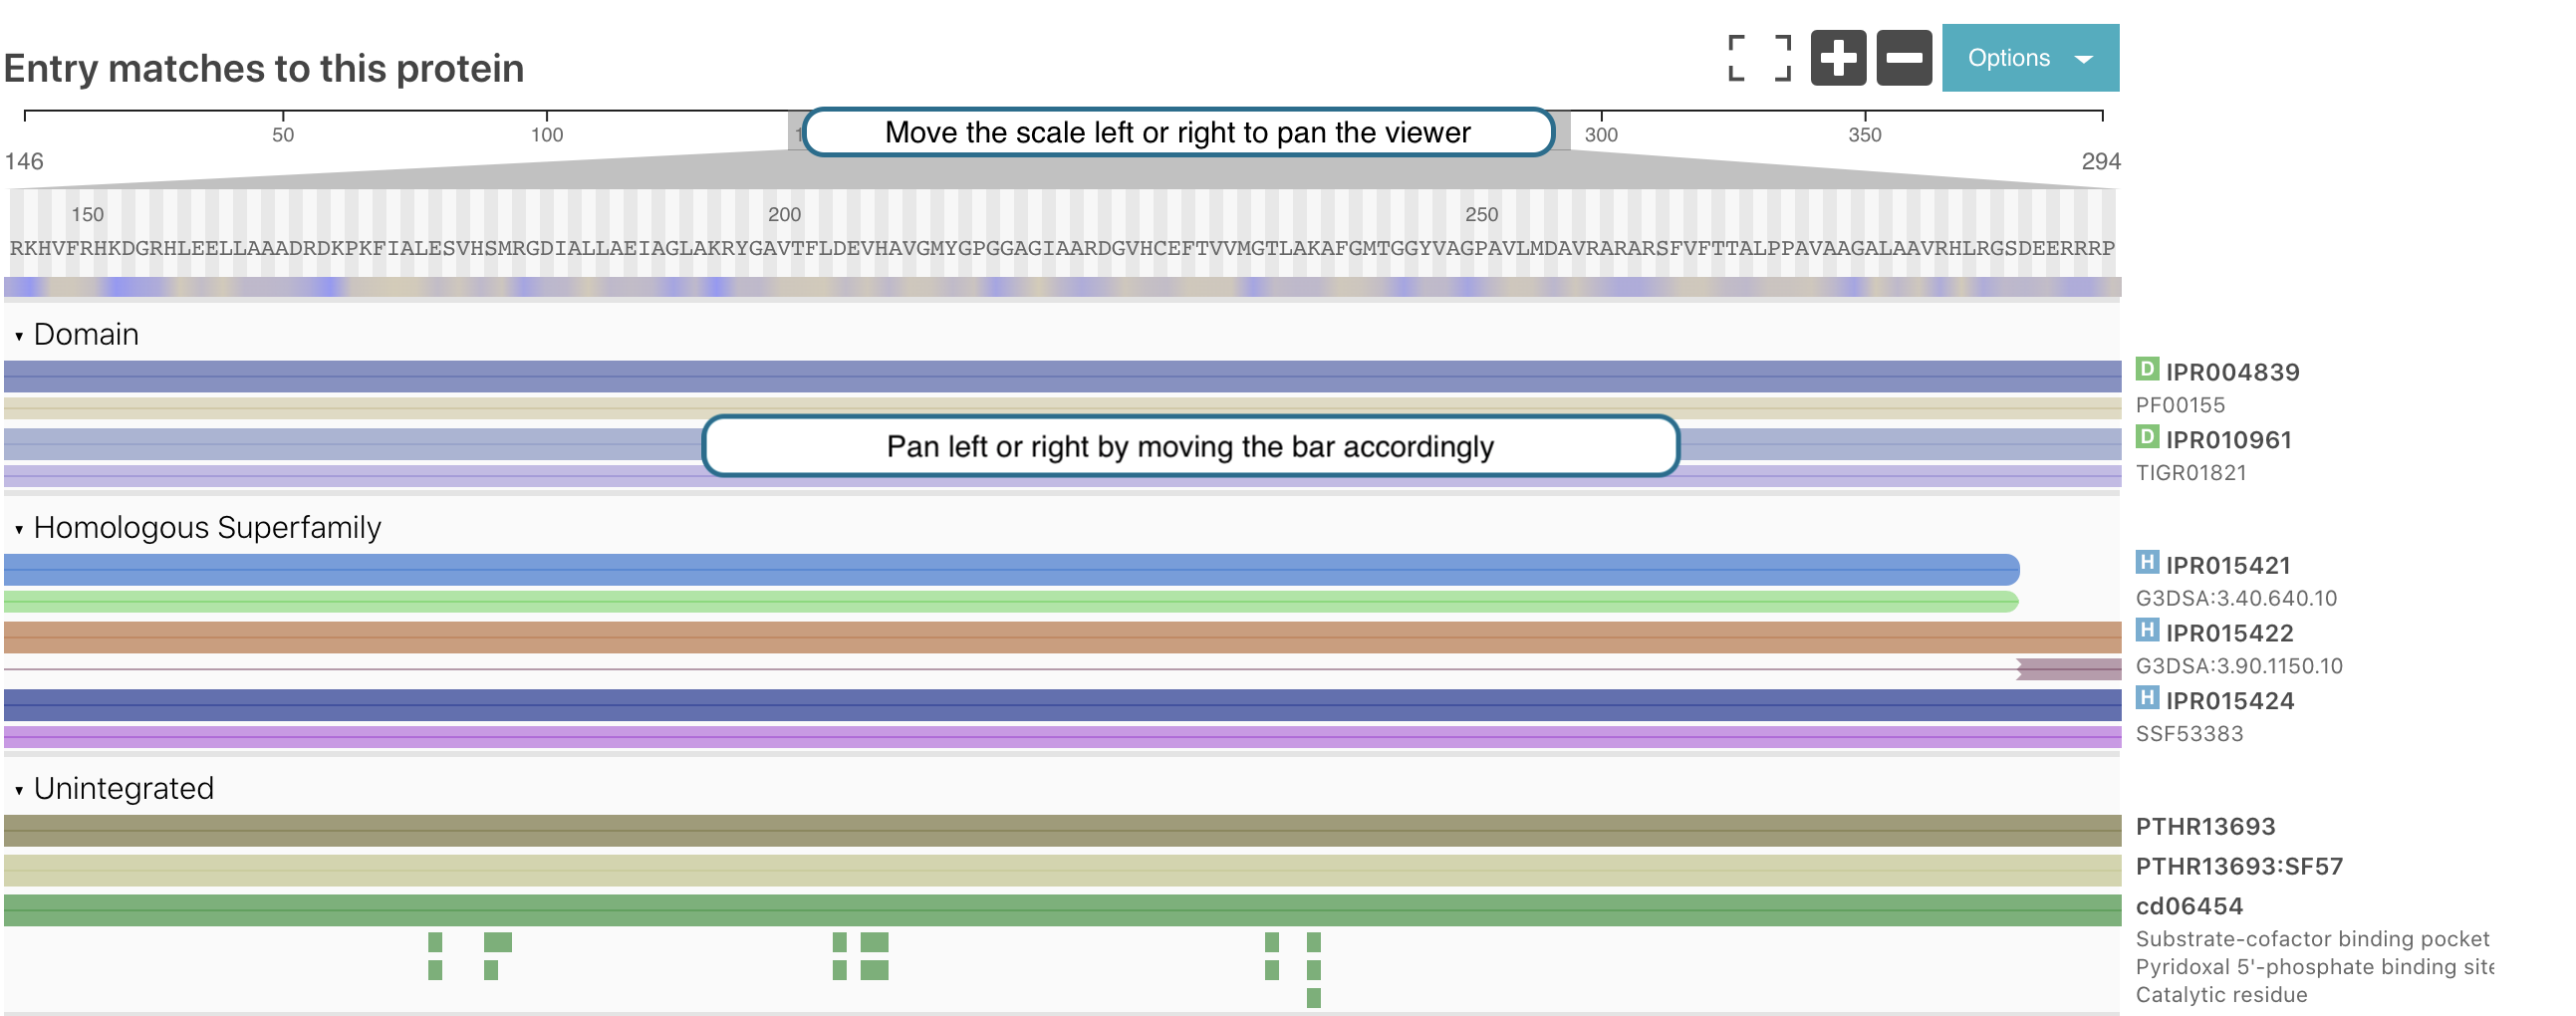 Entry matches to this protein
Options
50 100 300 350
Move the scale left or right to pan the viewer
146 294
150 200 250
RKHVFRHKDGRHLEELLAAADRDKPKFIALESVHSMRGDIALLAEIAGLAKRYGAVTFLDEVHAVGMYGPGGAGIAARDGVHCEFTVVMGTLAKAFGMTGGYVAGPAVLMDAVRARARSFVFTTALPPAVAAGALAAVRHLRGSDEERRRP
Domain
D IPR004839
PF00155
D IPR010961
Pan left or right by moving the bar accordingly
TIGR01821
Homologous Superfamily
H IPR015421
G3DSA:3.40.640.10
H IPR015422
G3DSA:3.90.1150.10
H IPR015424
SSF53383
Unintegrated
PTHR13693
PTHR13693:SF57
cd06454
Substrate-cofactor binding pocket
Pyridoxal 5'-phosphate binding site
Catalytic residue